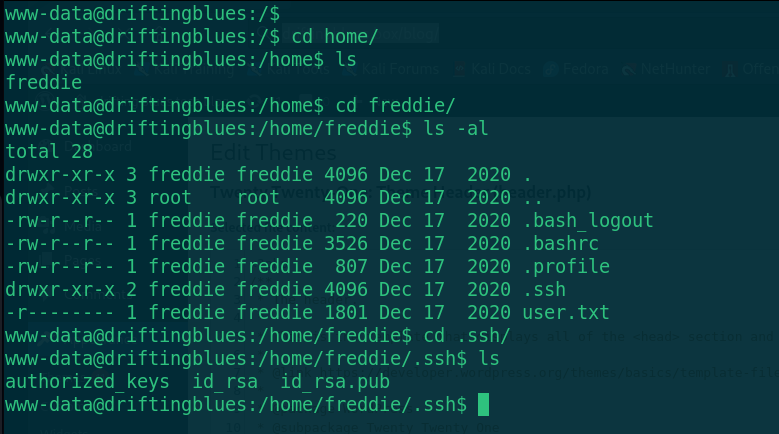 www-data@driftingblues:/$
www-data@driftingblues:/$ cd home/
www-data@driftingblues:/home$ ls
freddie
www-data@driftingblues:/home$ cd freddie/
www-data@driftingblues:/home/freddie$ ls -al
total 28
drwxr-xr-x 3 freddie freddie 4096 Dec 17  2020 .
drwxr-xr-x 3 root    root    4096 Dec 17  2020 ..
-rw-r--r-- 1 freddie freddie  220 Dec 17  2020 .bash_logout
-rw-r--r-- 1 freddie freddie 3526 Dec 17  2020 .bashrc
-rw-r--r-- 1 freddie freddie  807 Dec 17  2020 .profile
drwxr-xr-x 2 freddie freddie 4096 Dec 17  2020 .ssh
-r-------- 1 freddie freddie 1801 Dec 17  2020 user.txt
www-data@driftingblues:/home/freddie$ cd .ssh/
www-data@driftingblues:/home/freddie/.ssh$ ls
authorized_keys  id_rsa  id_rsa.pub
www-data@driftingblues:/home/freddie/.ssh$